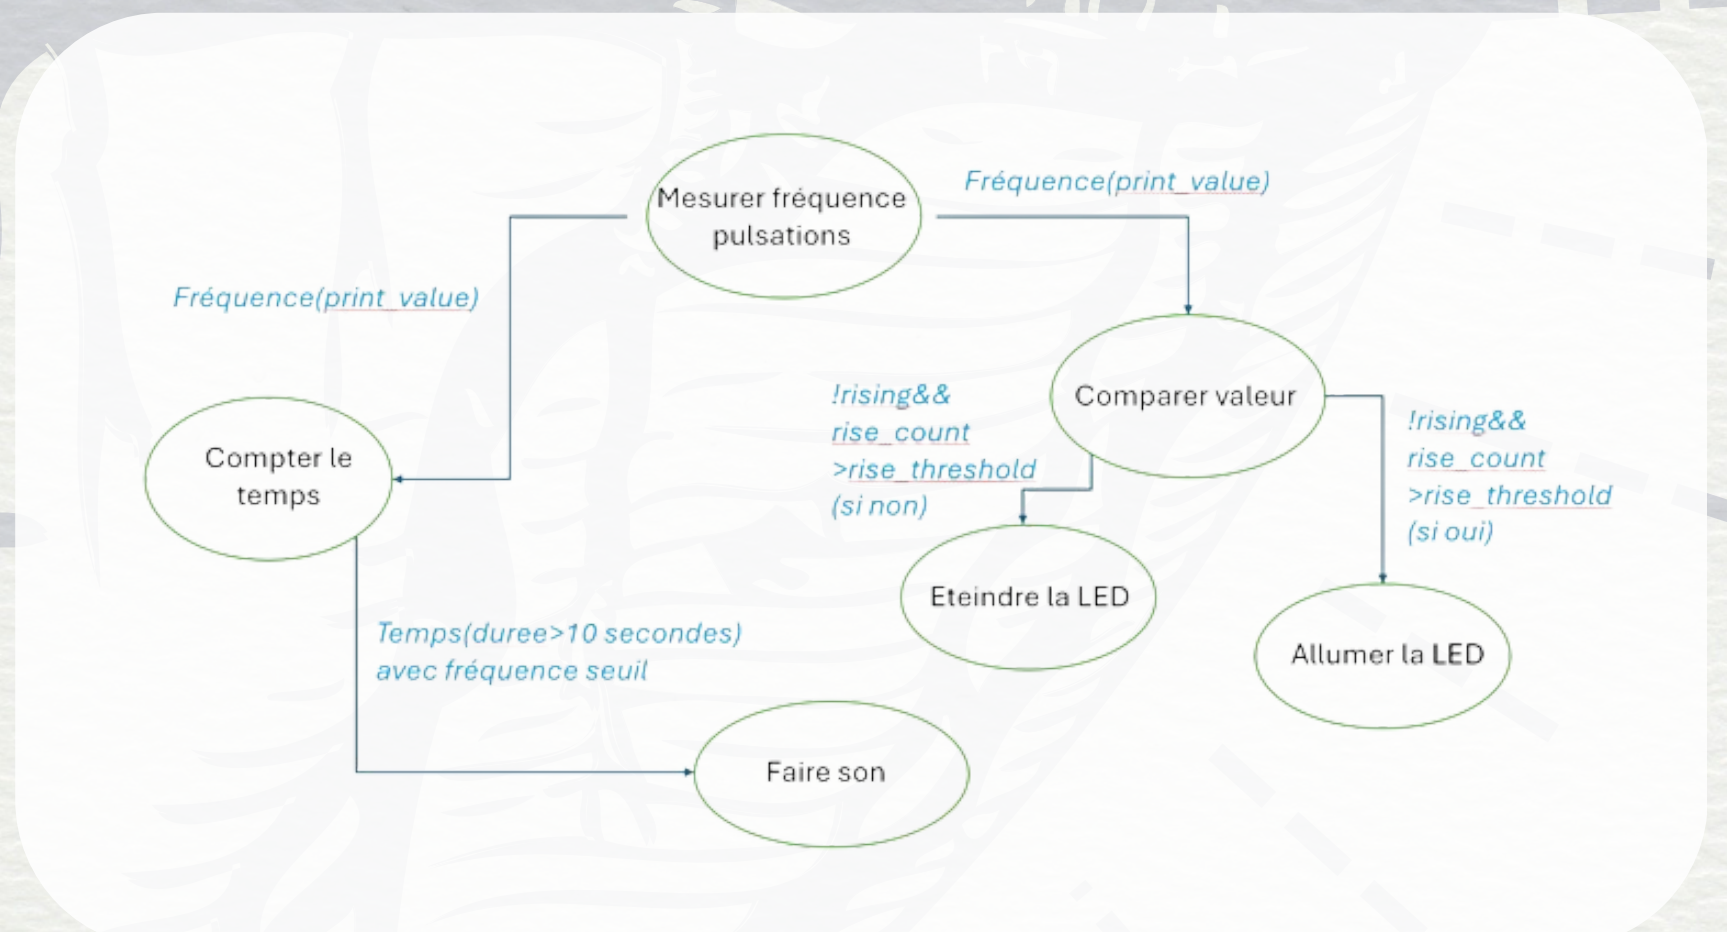 Mesurer fréquence
pulsations
Fréquence(print_value)
Fréquence(print_value)
Compter le
temps
Comparer valeur
!rising&&
rise_count
>rise_threshold
(si non)
!rising&&
rise_count
>rise_threshold
(si oui)
Eteindre la LED
Allumer la LED
Temps(duree>10 secondes)
avec fréquence seuil
Faire son